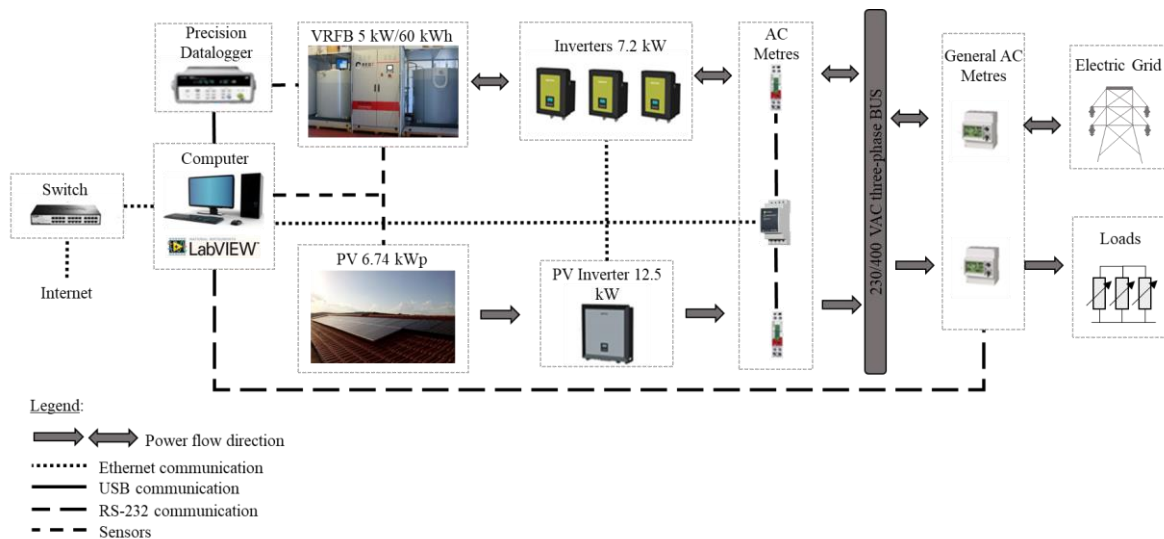 Precision
Datalogger
VRFB 5 kW/60 kWh
Inverters 7.2 kW
AC
Metres
General AC
Metres
Electric Grid
Computer
Switch
LabVIEW
Internet
PV 6.74 kWp
PV Inverter 12.5
kW
230/400 VAC three-phase BUS
Loads
Legend:
Power flow direction
Ethernet communication
USB communication
RS-232 communication
Sensors